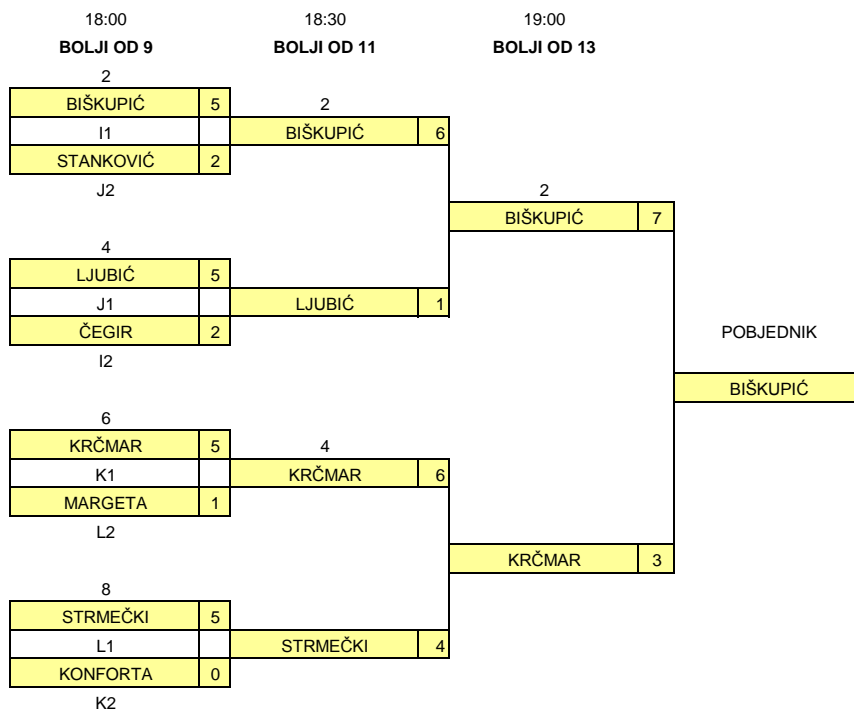 18:00 18:30 19:00
BOLJI OD 9 BOLJI OD 11 BOLJI OD 13
2
BIŠKUPIĆ 5 2
I1 BIŠKUPIĆ 6
STANKOVIĆ 2
J2 2
BIŠKUPIĆ 7
4
LJUBIĆ 5
J1 LJUBIĆ 1
ČEGIR 2 POBJEDNIK
I2
BIŠKUPIĆ
6
KRČMAR 5 4
K1 KRČMAR 6
MARGETA 1
L2
KRČMAR 3
8
STRMEČKI 5
L1 STRMEČKI 4
KONFORTA 0
K2